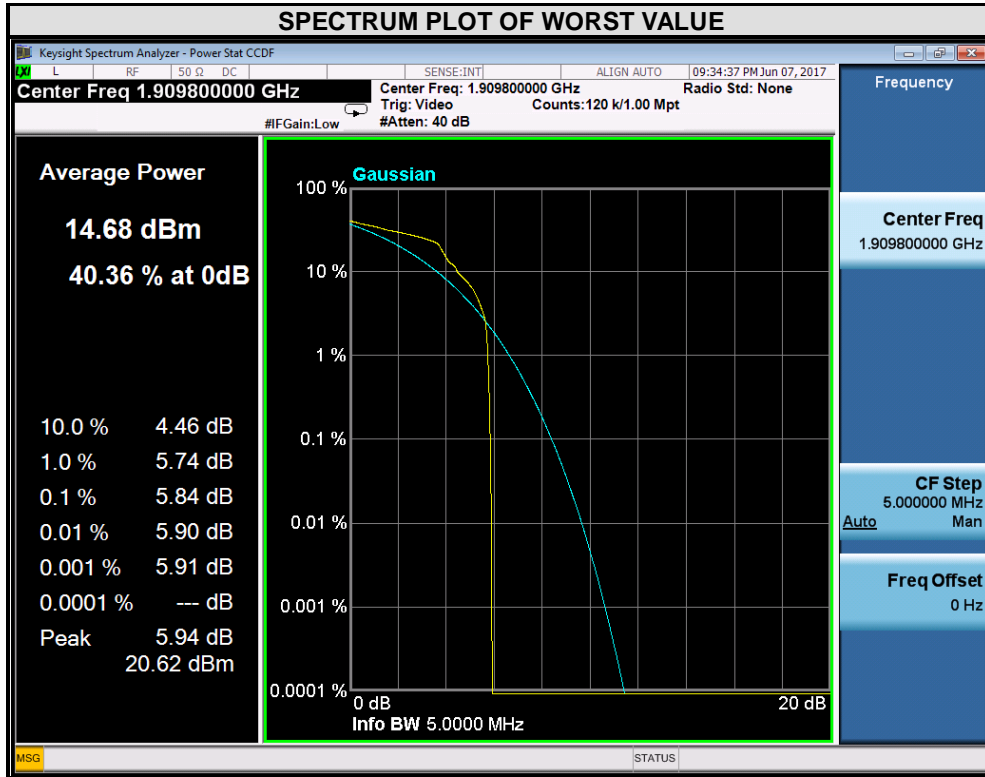 SPECTRUM PLOT OF WORST VALUE
Keysight Spectrum Analyzer - Power Stat CCDF
LXI L RF 50 Ω DC SENSE:INT ALIGN AUTO 09:34:37 PM Jun 07, 2017
Center Freq 1.909800000 GHz
Center Freq: 1.909800000 GHz Radio Std: None
Trig: Video Counts:120 k/1.00 Mpt
#IFGain:Low #Atten: 40 dB
Frequency
Average Power
14.68 dBm
40.36 % at 0dB
10.0 % 4.46 dB
1.0 % 5.74 dB
0.1 % 5.84 dB
0.01 % 5.90 dB
0.001 % 5.91 dB
0.0001 % --- dB
Peak 5.94 dB
20.62 dBm
Gaussian
100 %
10 %
1 %
0.1 %
0.01 %
0.001 %
0.0001 %
0 dB 20 dB
Info BW 5.0000 MHz
Center Freq
1.909800000 GHz
CF Step
5.000000 MHz
Auto Man
Freq Offset
0 Hz
MSG STATUS